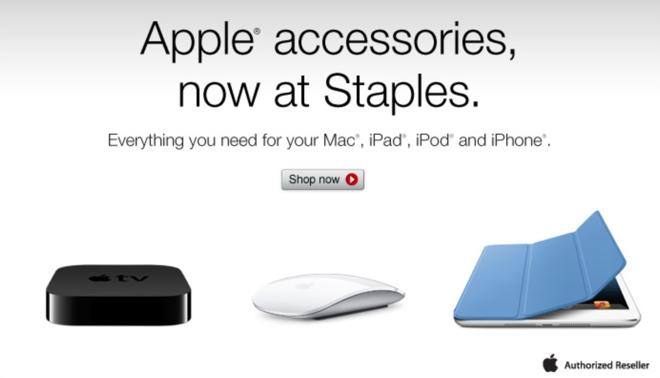 Apple® accessories,
now at Staples.
Everything you need for your Mac®, iPad®, iPod® and iPhone®.
Shop now
tv
Authorized Reseller